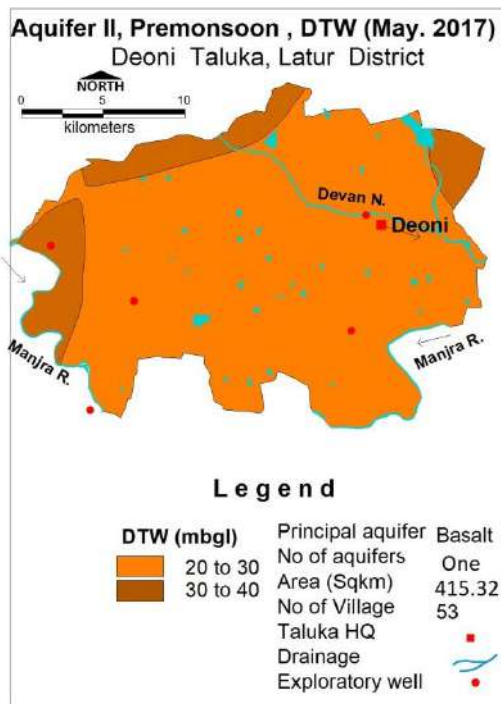 Aquifer II, Premonsoon , DTW (May. 2017)
Deoni Taluka, Latur District
NORTH
0 5 10
kilometers
Devan N.
Deoni
Manjra R.
Manjra R.
Legend
DTW (mbgl)
20 to 30
30 to 40
Principal aquifer Basalt
No of aquifers One
Area (Sqkm) 415.32
No of Village 53
Taluka HQ
Drainage
Exploratory well